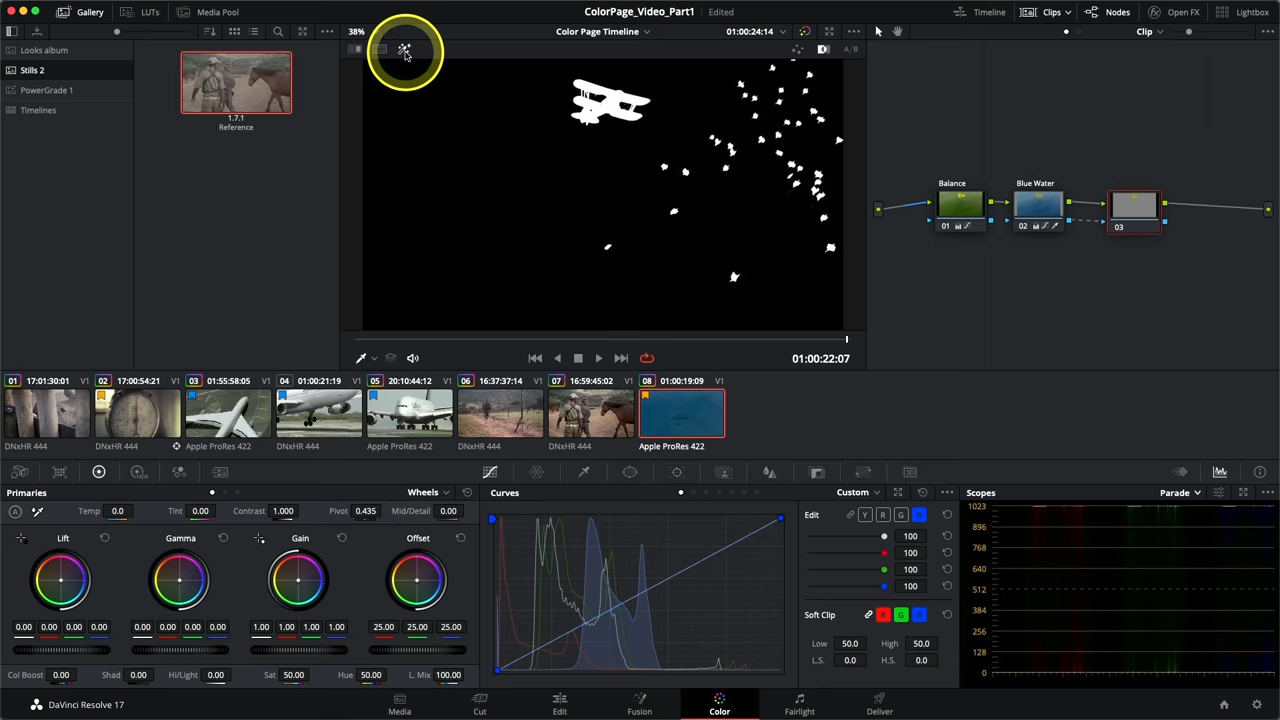 ColorPage_Video_Part1 Edited
Gallery LUTs Media Pool Timeline Clips Nodes Open FX Lightbox
38% Color Page Timeline 01:00:24:14 Clip
Looks album
Stills 2
PowerGrade 1
Timelines
1.7.1
Reference
A/B
Balance
Blue Water
01
02
03
01:00:22:07
01 17:01:30:01 V1
02 17:00:54:21 V1
03 01:55:58:05 V1
04 01:00:21:19 V1
05 20:10:44:12 V1
06 16:37:37:14 V1
07 16:59:45:02 V1
08 01:00:19:09 V1
DNxHR 444
DNxHR 444
Apple ProRes 422
DNxHR 444
Apple ProRes 422
DNxHR 444
DNxHR 444
Apple ProRes 422
Primaries Wheels
A Temp 0.0 Tint 0.00 Contrast 1.000 Pivot 0.435 Mid/Detail 0.00
Lift Gamma Gain Offset
0.00 0.00 0.00 0.00
0.00 0.00 0.00 0.00
1.00 1.00 1.00 1.00
25.00 25.00 25.00
Col Boost 0.00 Shad 0.00 Hi/Light 0.00 Sat 50.00 Hue 50.00 L. Mix 100.00
Curves Custom
Edit Y R G B
100
100
100
100
Soft Clip R G B
Low 50.0 High 50.0
L.S. 0.0 H.S. 0.0
Scopes Parade
1023
896
768
640
512
384
256
128
0
DaVinci Resolve 17
Media Cut Edit Fusion Color Fairlight Deliver